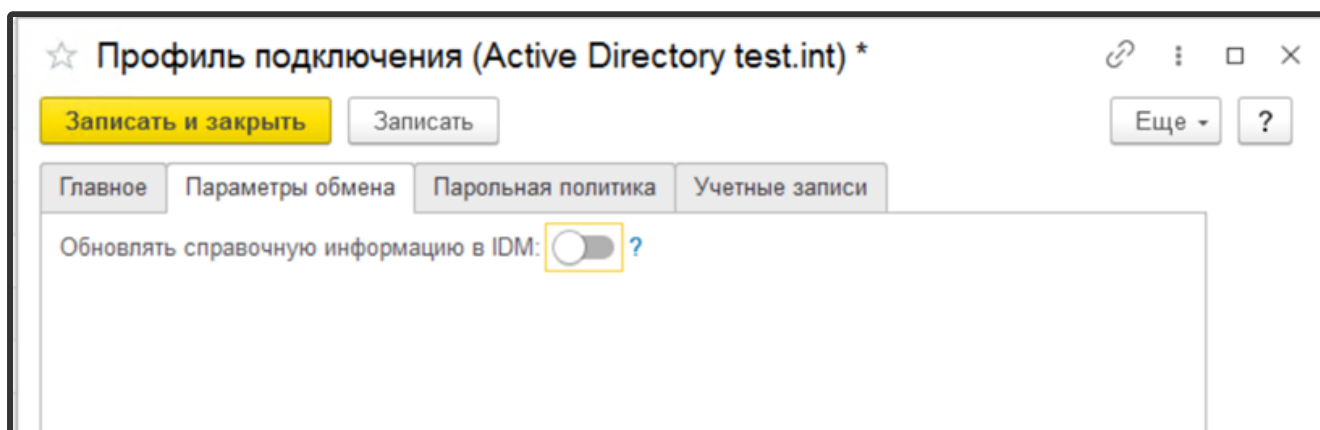 Профиль подключения (Active Directory test.int) *
Записать и закрыть Записать Еще ?
Главное Параметры обмена Парольная политика Учетные записи
Обновлять справочную информацию в IDM: ?